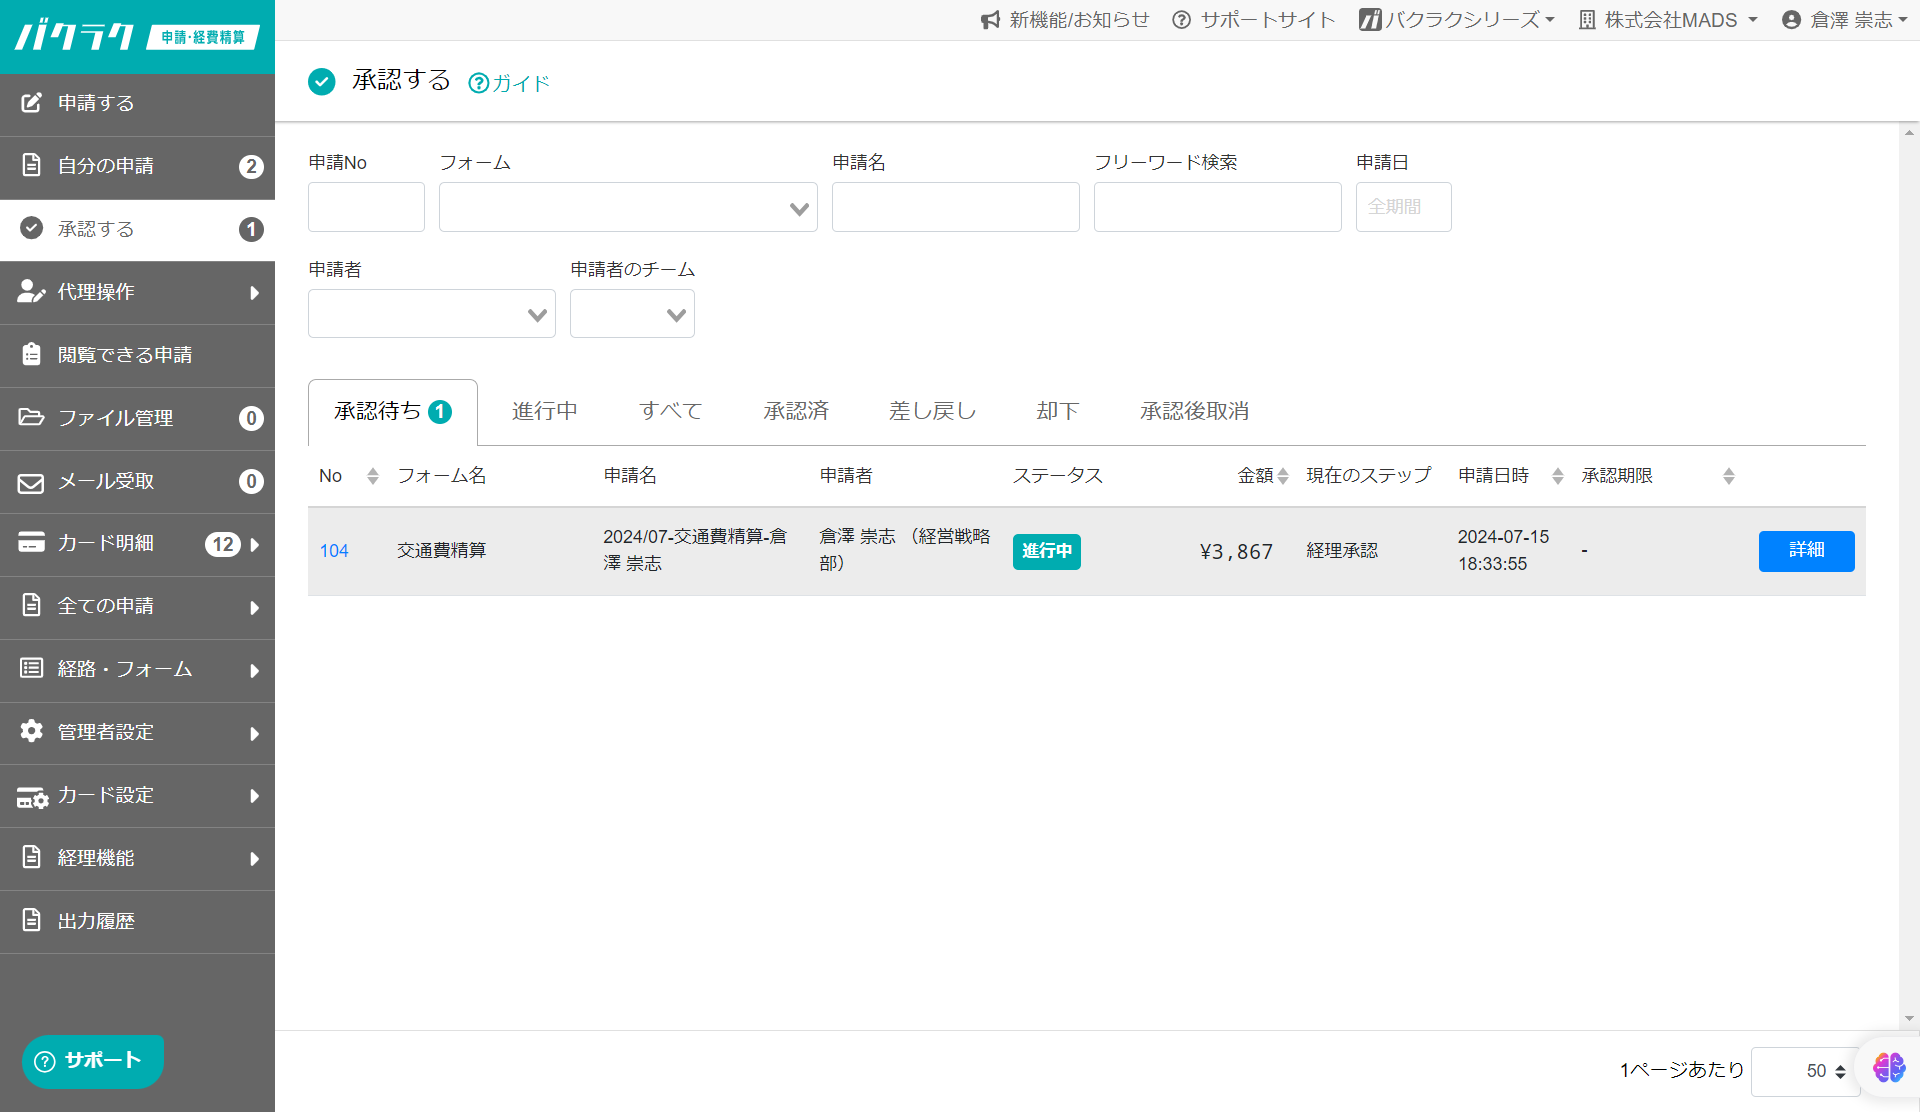 バクラク 申請・経費精算
新機能/お知らせ サポートサイト バクラクシリーズ 株式会社MADS 倉澤 崇志
申請する
自分の申請 2
承認する 1
代理操作
閲覧できる申請
ファイル管理 0
メール受取 0
カード明細 12
全ての申請
経路・フォーム
管理者設定
カード設定
経理機能
出力履歴
サポート
承認する ガイド
申請No フォーム 申請名 フリーワード検索 申請日
全期間
申請者 申請者のチーム
承認待ち 1 進行中 すべて 承認済 差し戻し 却下 承認後取消
No フォーム名 申請名 申請者 ステータス 金額 現在のステップ 申請日時 承認期限
104 交通費精算 2024/07-交通費精算-倉 倉澤 崇志 （経営戦略 進行中 ¥3,867 経理承認 2024-07-15 - 詳細
澤 崇志 部） 18:33:55
1ページあたり 50